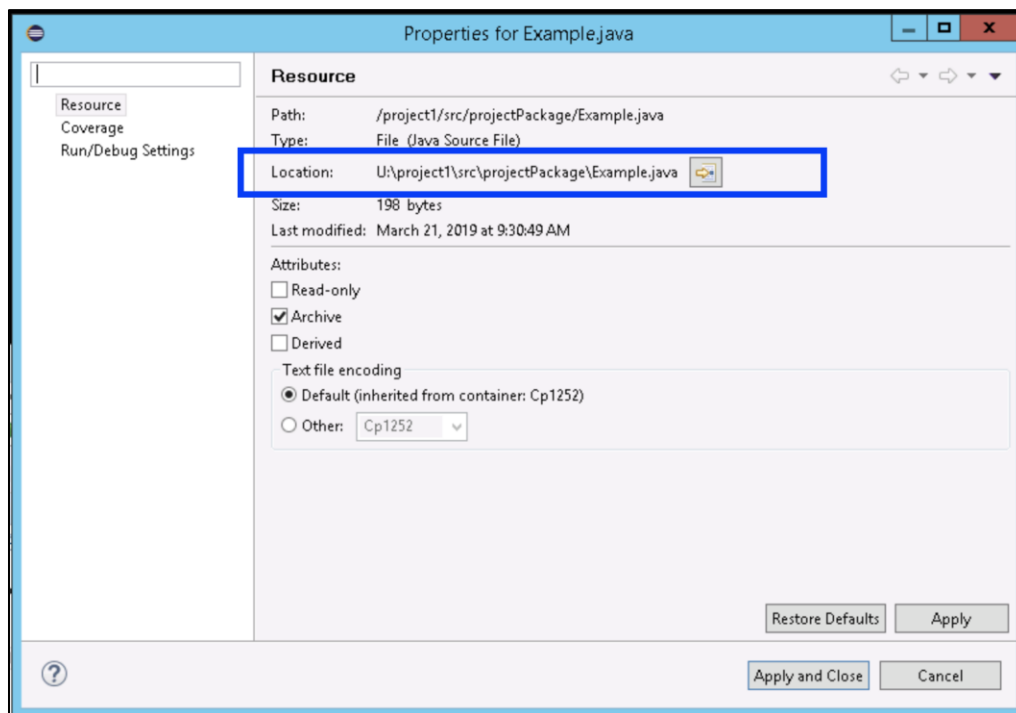 Properties for Example.java
Resource
Coverage
Run/Debug Settings
Resource
Path: /project1/src/projectPackage/Example.java
Type: File (Java Source File)
Location: U:\project1\src\projectPackage\Example.java
Size: 198 bytes
Last modified: March 21, 2019 at 9:30:49 AM
Attributes:
Read-only
Archive
Derived
Text file encoding
Default (inherited from container: Cp1252)
Other: Cp1252
Restore Defaults Apply
? Apply and Close Cancel